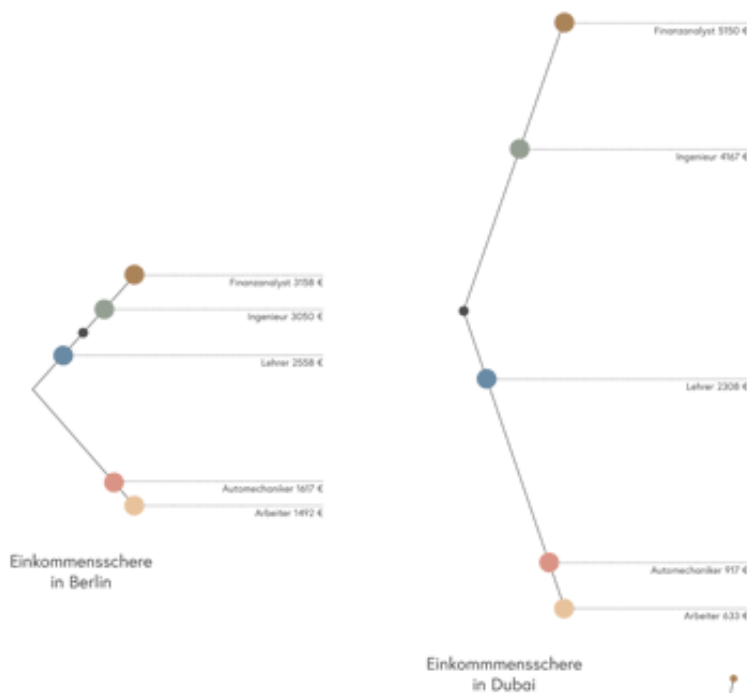 Finanzanalyst 3158 €
Ingenieur 3050 €
Lehrer 2558 €
Automechaniker 1617 €
Arbeiter 1492 €
Einkommensschere
in Berlin
Finanzanalyst 5150 €
Ingenieur 4167 €
Lehrer 2308 €
Automechaniker 917 €
Arbeiter 633 €
Einkommmensschere
in Dubai